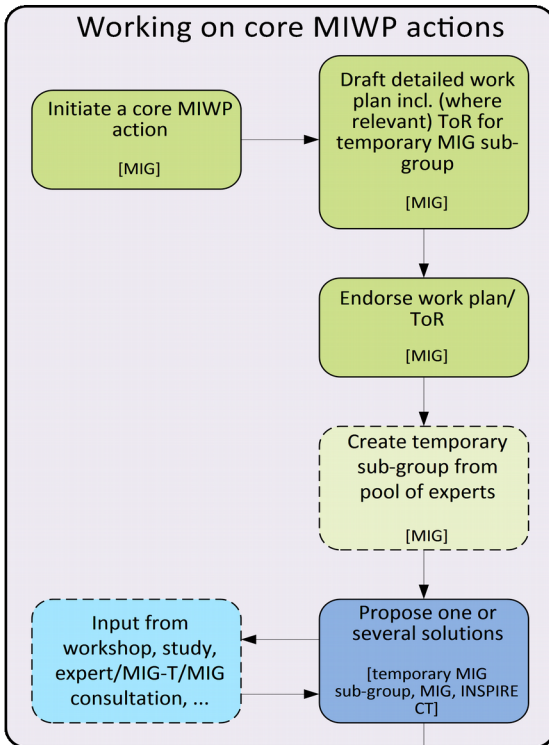 Working on core MIWP actions
Initiate a core MIWP
action
[MIG]
Draft detailed work
plan incl. (where
relevant) ToR for
temporary MIG sub-
group
[MIG]
Endorse work plan/
ToR
[MIG]
Create temporary
sub-group from
pool of experts
[MIG]
Input from
workshop, study,
expert/MIG-T/MIG
consultation, ...
Propose one or
several solutions
[temporary MIG
sub-group, MIG, INSPIRE
CT]